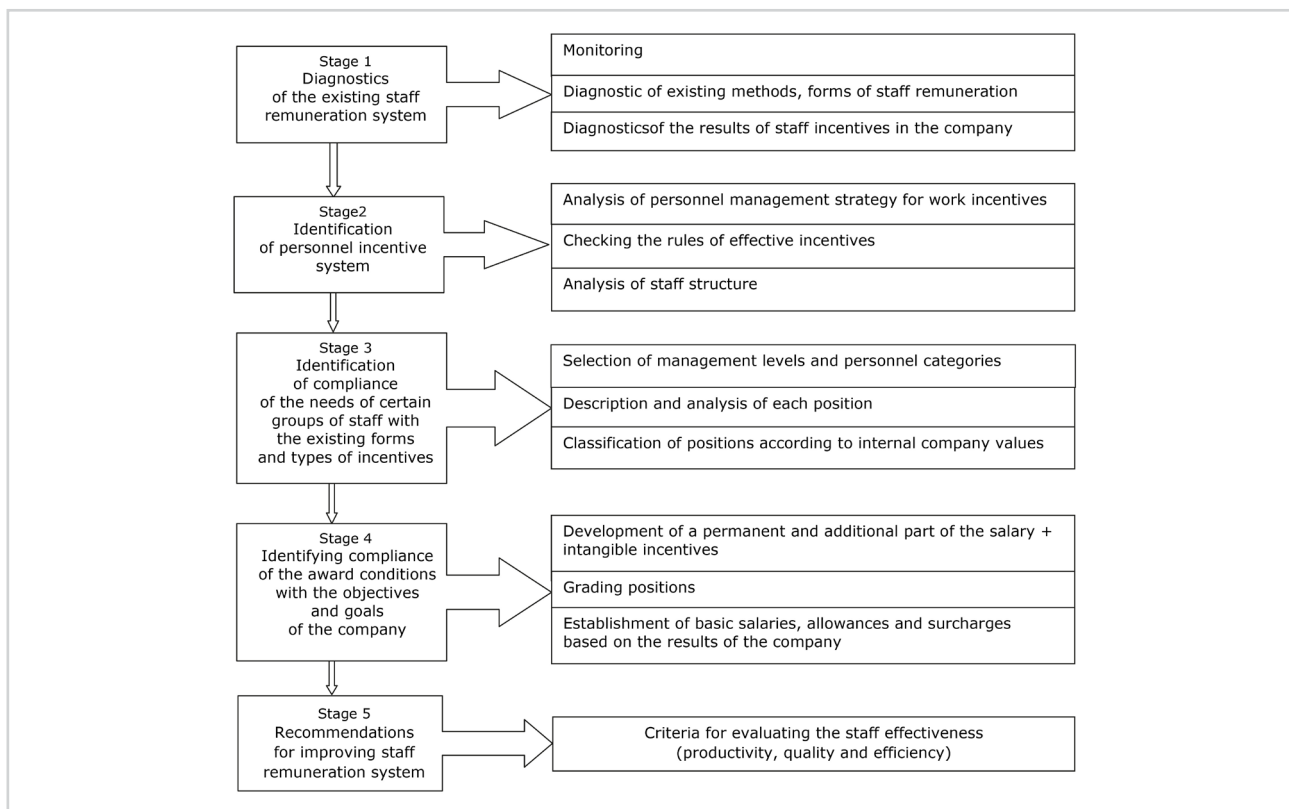 Stage 1
Diagnostics
of the existing staff
remuneration system
Monitoring
Diagnostic of existing methods, forms of staff remuneration
Diagnosticsof the results of staff incentives in the company
Stage2
Identification
of personnel incentive
system
Analysis of personnel management strategy for work incentives
Checking the rules of effective incentives
Analysis of staff structure
Stage 3
Identification
of compliance
of the needs of certain
groups of staff with
the existing forms
and types of incentives
Selection of management levels and personnel categories
Description and analysis of each position
Classification of positions according to internal company values
Stage 4
Identifying compliance
of the award conditions
with the objectives
and goals
of the company
Development of a permanent and additional part of the salary +
intangible incentives
Grading positions
Establishment of basic salaries, allowances and surcharges
based on the results of the company
Stage 5
Recommendations
for improving staff
remuneration system
Criteria for evaluating the staff effectiveness
(productivity, quality and efficiency)